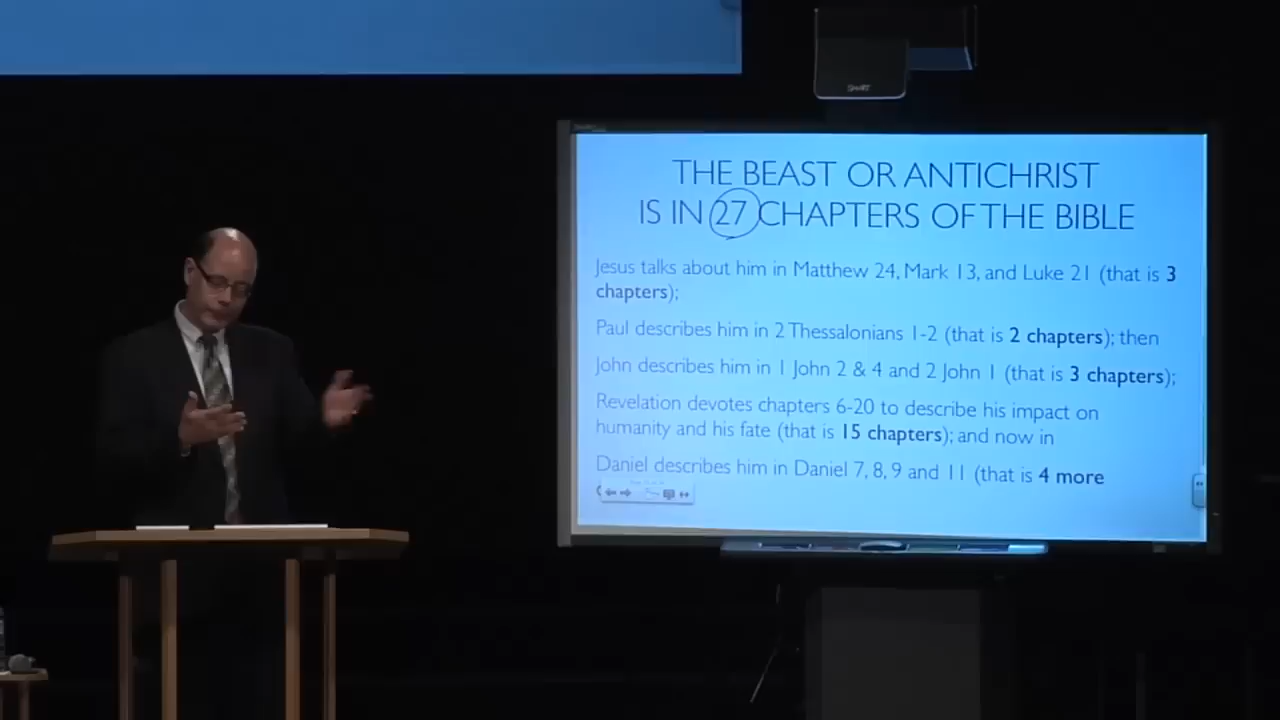 SMART
THE BEAST OR ANTICHRIST
IS IN 27 CHAPTERS OF THE BIBLE
Jesus talks about him in Matthew 24, Mark 13, and Luke 21 (that is 3
chapters);
Paul describes him in 2 Thessalonians 1-2 (that is 2 chapters); then
John describes him in 1 John 2 & 4 and 2 John 1 (that is 3 chapters);
Revelation devotes chapters 6-20 to describe his impact on
humanity and his fate (that is 15 chapters); and now in
Daniel describes him in Daniel 7, 8, 9 and 11 (that is 4 more